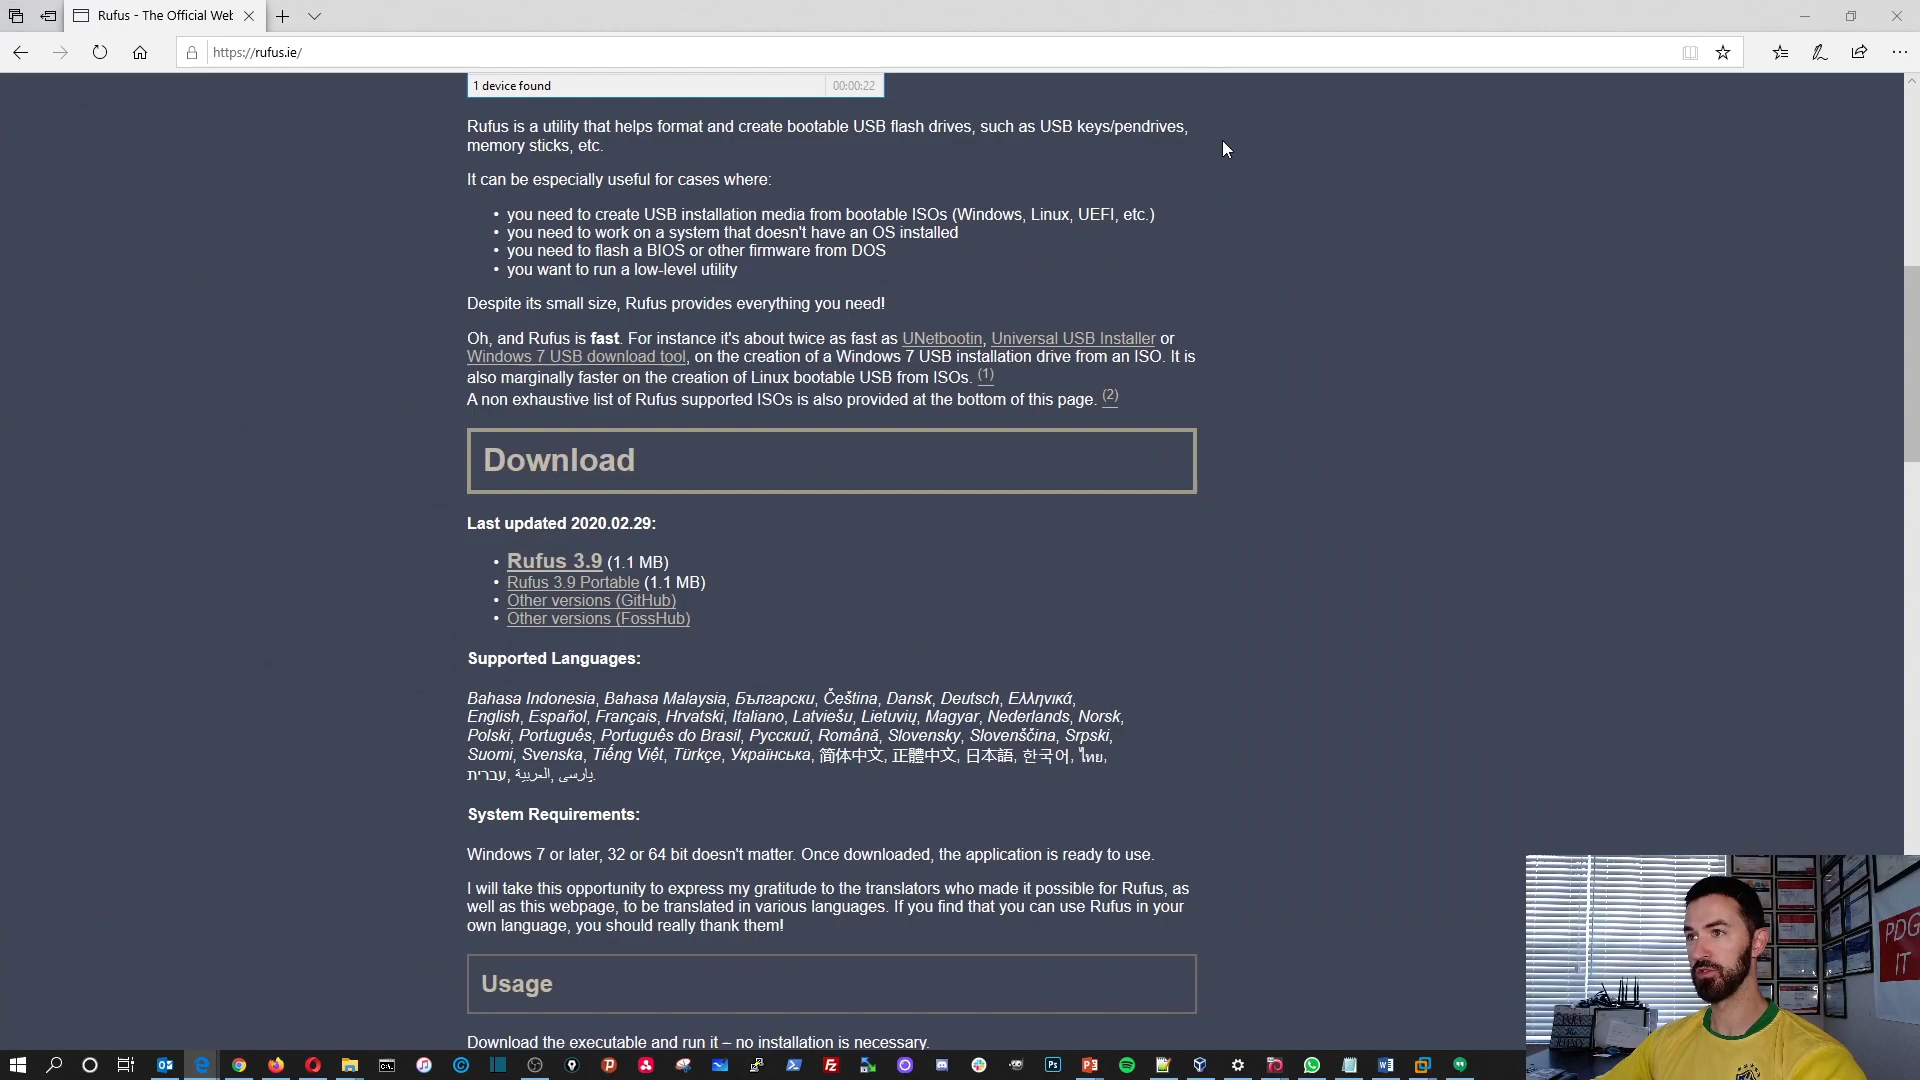 Rufus - The Official Wel
https://rufus.ie/
1 device found
00:00:22
Rufus is a utility that helps format and create bootable USB flash drives, such as USB keys/pendrives,
memory sticks, etc.
It can be especially useful for cases where:
• you need to create USB installation media from bootable ISOs (Windows, Linux, UEFI, etc.)
• you need to work on a system that doesn't have an OS installed
• you need to flash a BIOS or other firmware from DOS
• you want to run a low-level utility
Despite its small size, Rufus provides everything you need!
Oh, and Rufus is fast. For instance it's about twice as fast as UNetbootin, Universal USB Installer or
Windows 7 USB download tool, on the creation of a Windows 7 USB installation drive from an ISO. It is
also marginally faster on the creation of Linux bootable USB from ISOs. (1)
A non exhaustive list of Rufus supported ISOs is also provided at the bottom of this page. (2)
Download
Last updated 2020.02.29:
• Rufus 3.9 (1.1 MB)
• Rufus 3.9 Portable (1.1 MB)
• Other versions (GitHub)
• Other versions (FossHub)
Supported Languages:
Bahasa Indonesia, Bahasa Malaysia, Български, Čeština, Dansk, Deutsch, Ελληνικά,
English, Español, Français, Hrvatski, Italiano, Latviešu, Lietuvių, Magyar, Nederlands, Norsk,
Polski, Português, Português do Brasil, Русский, Română, Slovensky, Slovenščina, Srpski,
Suomi, Svenska, Tiếng Việt, Türkçe, Українська, 简体中文, 正體中文, 日本語, 한국어, ไทย,
עברית, العربية, پارسی.
System Requirements:
Windows 7 or later, 32 or 64 bit doesn't matter. Once downloaded, the application is ready to use.
I will take this opportunity to express my gratitude to the translators who made it possible for Rufus, as
well as this webpage, to be translated in various languages. If you find that you can use Rufus in your
own language, you should really thank them!
Usage
Download the executable and run it – no installation is necessary.
PDG
IT